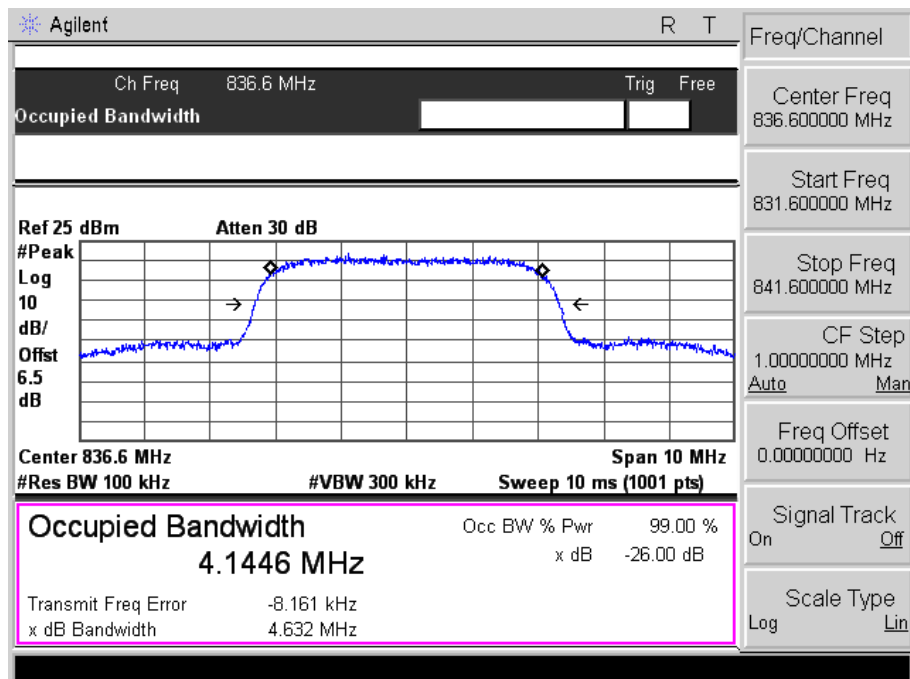 Agilent R T
Freq/Channel
Ch Freq 836.6 MHz Trig Free
Occupied Bandwidth
Center Freq
836.600000 MHz
Start Freq
831.600000 MHz
Stop Freq
841.600000 MHz
CF Step
1.00000000 MHz
Auto Man
Freq Offset
0.00000000 Hz
Signal Track
On Off
Scale Type
Log Lin
Ref 25 dBm Atten 30 dB
#Peak
Log
10
dB/
Offst
6.5
dB
Center 836.6 MHz Span 10 MHz
#Res BW 100 kHz #VBW 300 kHz Sweep 10 ms (1001 pts)
Occupied Bandwidth Occ BW % Pwr 99.00 %
4.1446 MHz x dB -26.00 dB
Transmit Freq Error -8.161 kHz
x dB Bandwidth 4.632 MHz